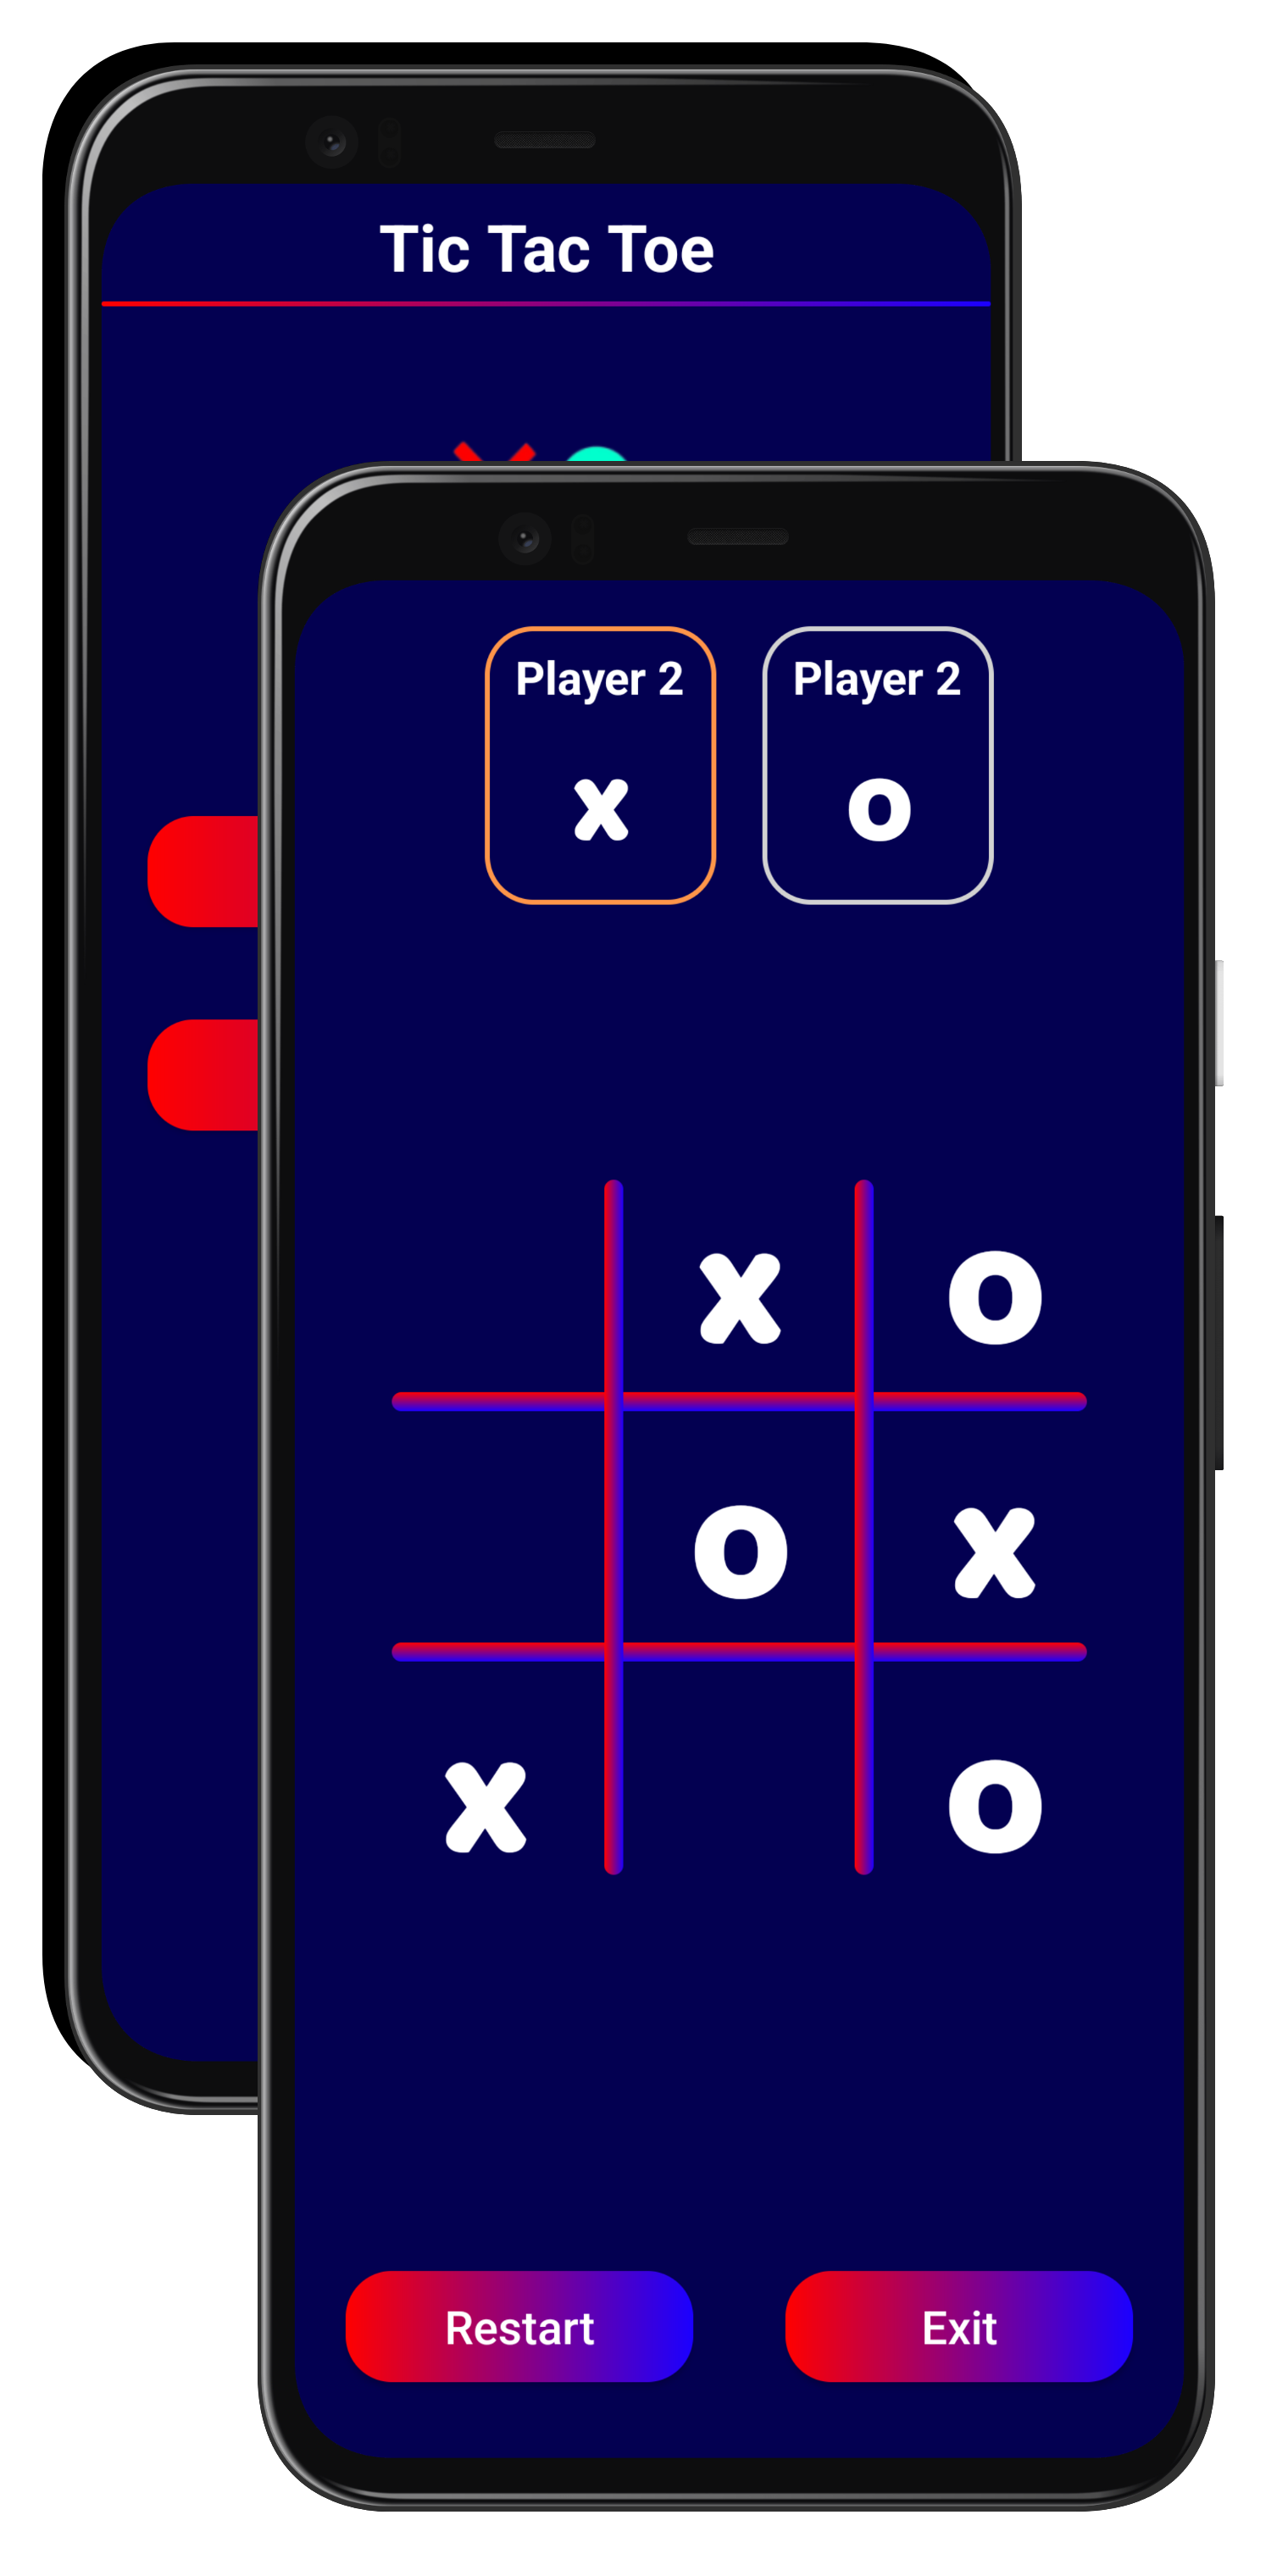 Tic Tac Toe
Player 2 Player 2
x o
x o
o x
x o
Restart Exit